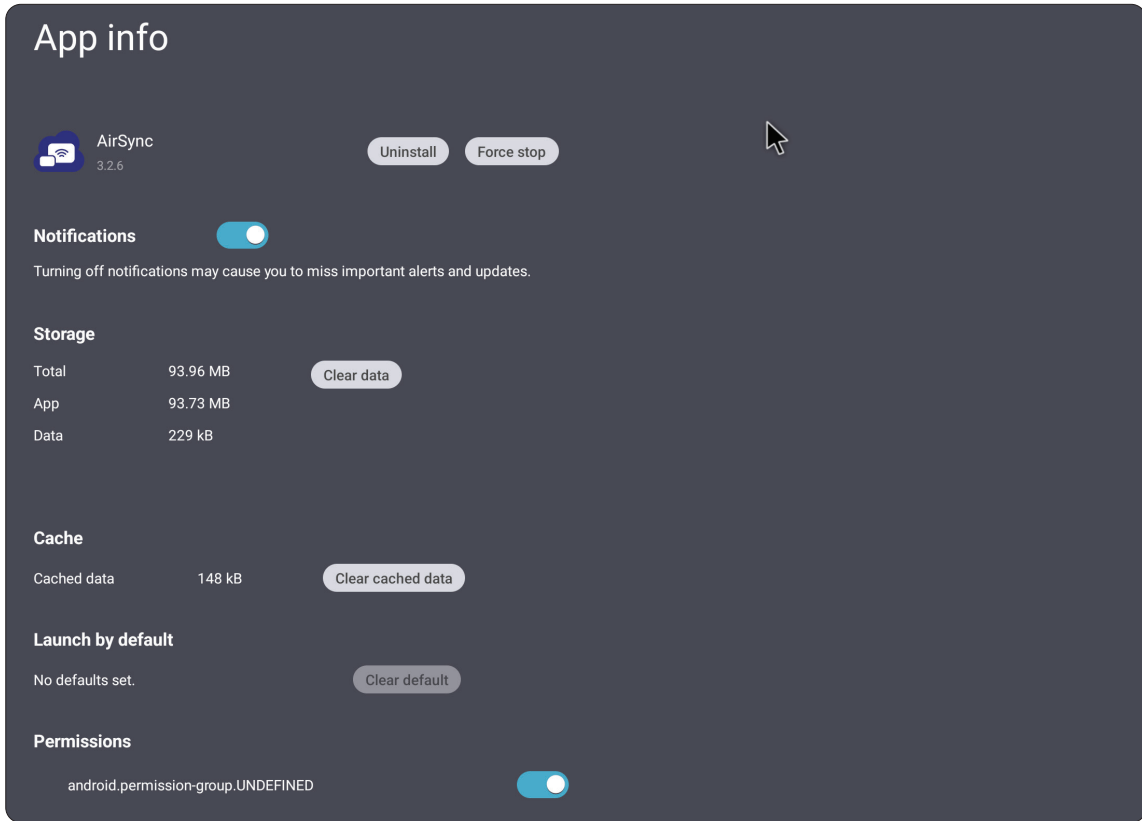 App info
AirSync
3.2.6
Uninstall
Force stop
Notifications
Turning off notifications may cause you to miss important alerts and updates.
Storage
Total 93.96 MB Clear data
App 93.73 MB
Data 229 kB
Cache
Cached data 148 kB Clear cached data
Launch by default
No defaults set. Clear default
Permissions
android.permission-group.UNDEFINED